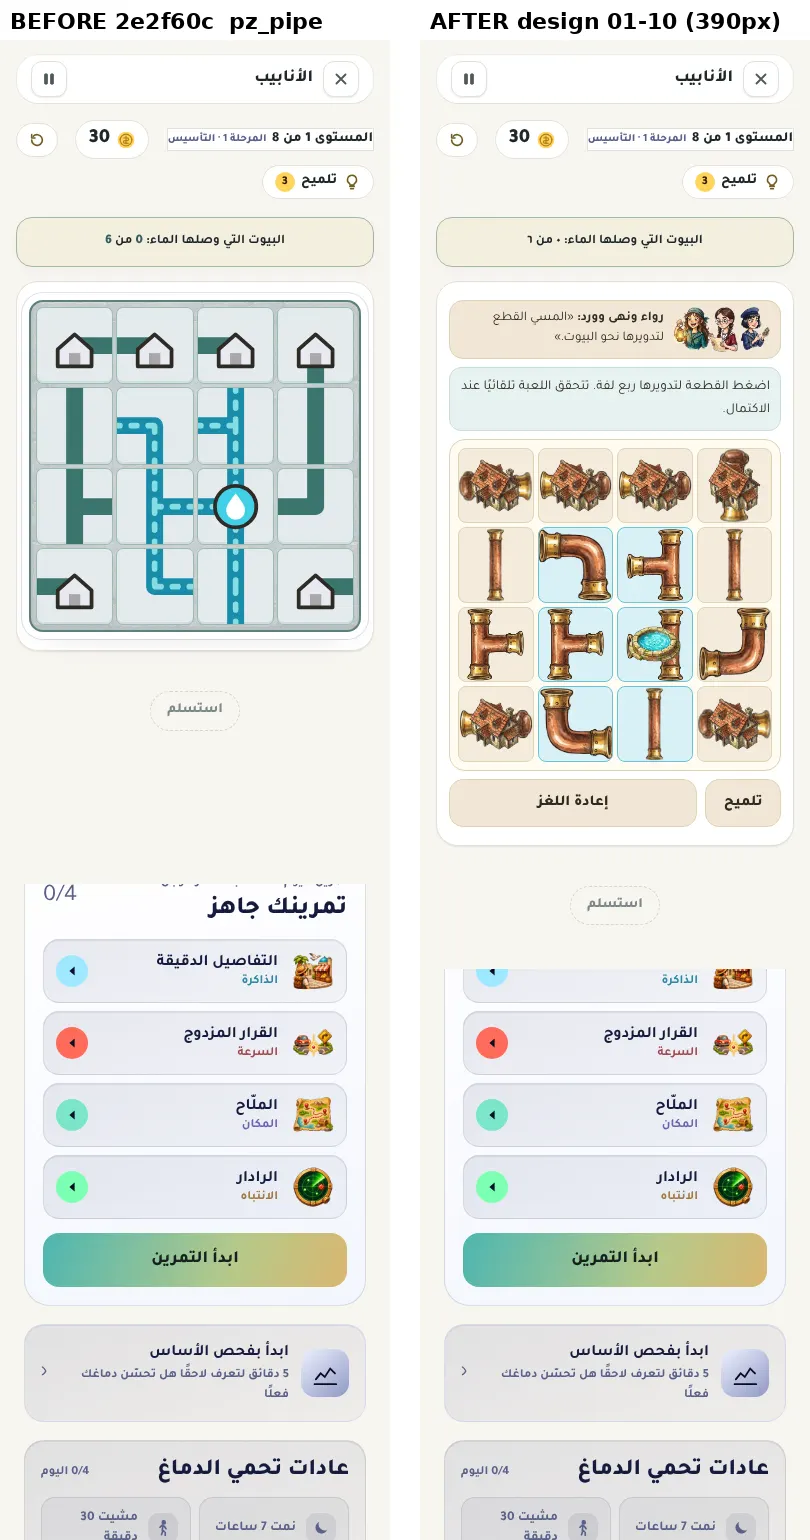 BEFORE 2e2f60c pz_pipe
الأنابيب
المستوى 1 من 8 المرحلة 1 · التأسيس
30
تلميح 3
البيوت التي وصلها الماء: 0 من 6
استسلم
0/4
تمرينك جاهز
التفاصيل الدقيقة
الذاكرة
القرار المزدوج
السرعة
الملّاح
المكان
الرادار
الانتباه
ابدأ التمرين
ابدأ بفحص الأساس
5 دقائق لتعرف لاحقًا هل تحسّن دماغك
فعلًا
عادات تحمي الدماغ
0/4 اليوم
نمت 7 ساعات
مشيت 30
دقيقة
AFTER design 01-10 (390px)
الأنابيب
المستوى 1 من 8 المرحلة 1 · التأسيس
30
تلميح 3
البيوت التي وصلها الماء: ٠ من ٦
رواء ونهى وورد: «المسي القطع
لتدويرها نحو البيوت.»
اضغط القطعة لتدويرها ربع لفة. تتحقق اللعبة تلقائيًا عند
الاكتمال.
تلميح
إعادة اللغز
استسلم
الذاكرة
القرار المزدوج
السرعة
الملّاح
المكان
الرادار
الانتباه
ابدأ التمرين
ابدأ بفحص الأساس
5 دقائق لتعرف لاحقًا هل تحسّن دماغك
فعلًا
عادات تحمي الدماغ
0/4 اليوم
نمت 7 ساعات
مشيت 30
دقيقة